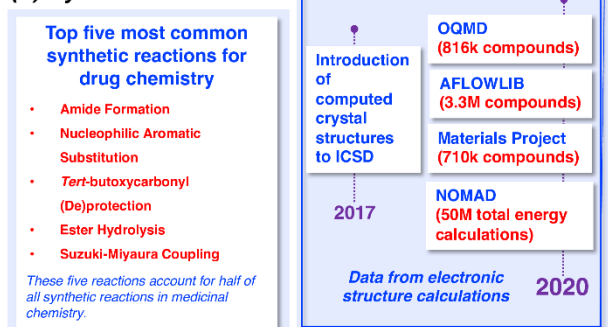 Top five most common
synthetic reactions for
drug chemistry
• Amide Formation
• Nucleophilic Aromatic
Substitution
• Tert-butoxycarbonyl
(De)protection
• Ester Hydrolysis
• Suzuki-Miyaura Coupling
These five reactions account for half of
all synthetic reactions in medicinal
chemistry.
Introduction
of
computed
crystal
structures
to ICSD
2017
OQMD
(816k compounds)
AFLOWLIB
(3.3M compounds)
Materials Project
(710k compounds)
NOMAD
(50M total energy
calculations)
2020
Data from electronic
structure calculations